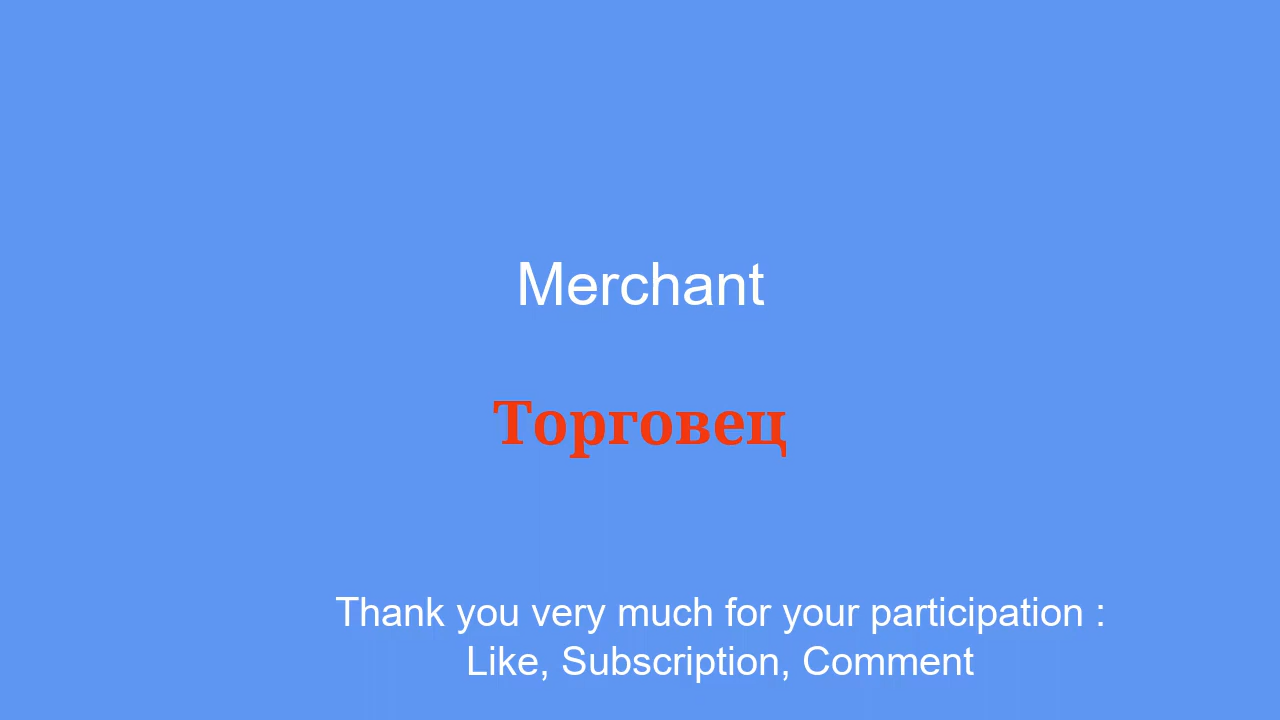 Merchant
Торговец
Thank you very much for your participation :
Like, Subscription, Comment